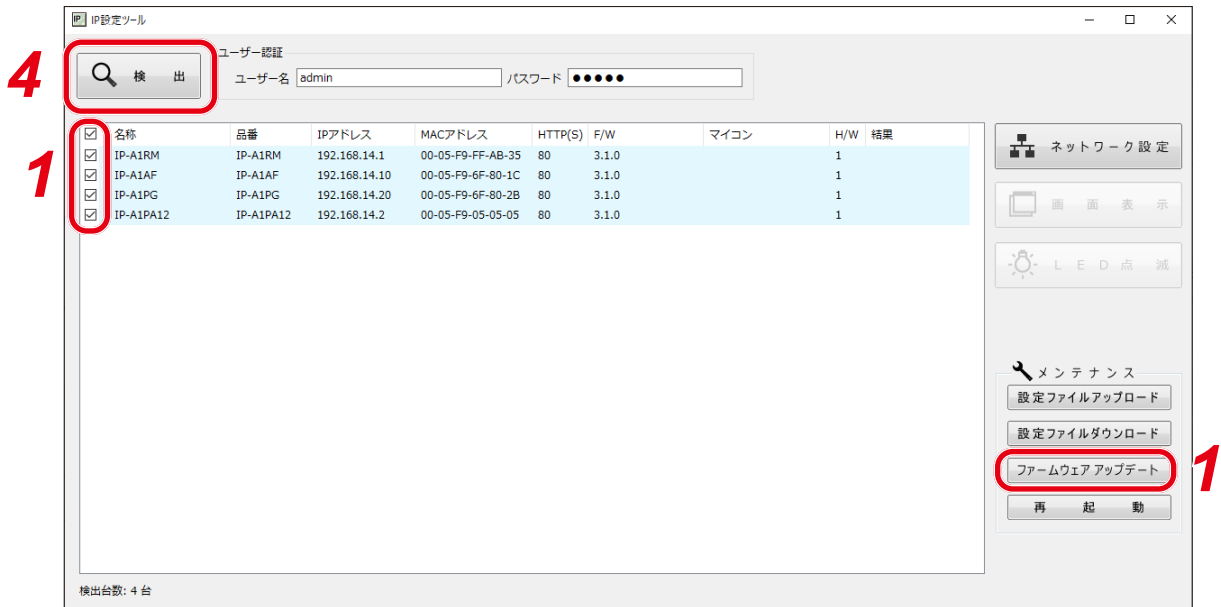 IP IP設定ツール
4
検 出
ユーザー認証
ユーザー名 admin パスワード ●●●●●
名称 品番 IPアドレス MACアドレス HTTP(S) F/W マイコン H/W 結果
IP-A1RM IP-A1RM 192.168.14.1 00-05-F9-FF-AB-35 80 3.1.0 1
IP-A1AF IP-A1AF 192.168.14.10 00-05-F9-6F-80-1C 80 3.1.0 1
IP-A1PG IP-A1PG 192.168.14.20 00-05-F9-6F-80-2B 80 3.1.0 1
IP-A1PA12 IP-A1PA12 192.168.14.2 00-05-F9-05-05-05 80 3.1.0 1
1
ネットワーク設定
画 面 表 示
LED点 滅
メンテナンス
設定ファイルアップロード
設定ファイルダウンロード
ファームウェア アップデート
1
再 起 動
検出台数: 4 台